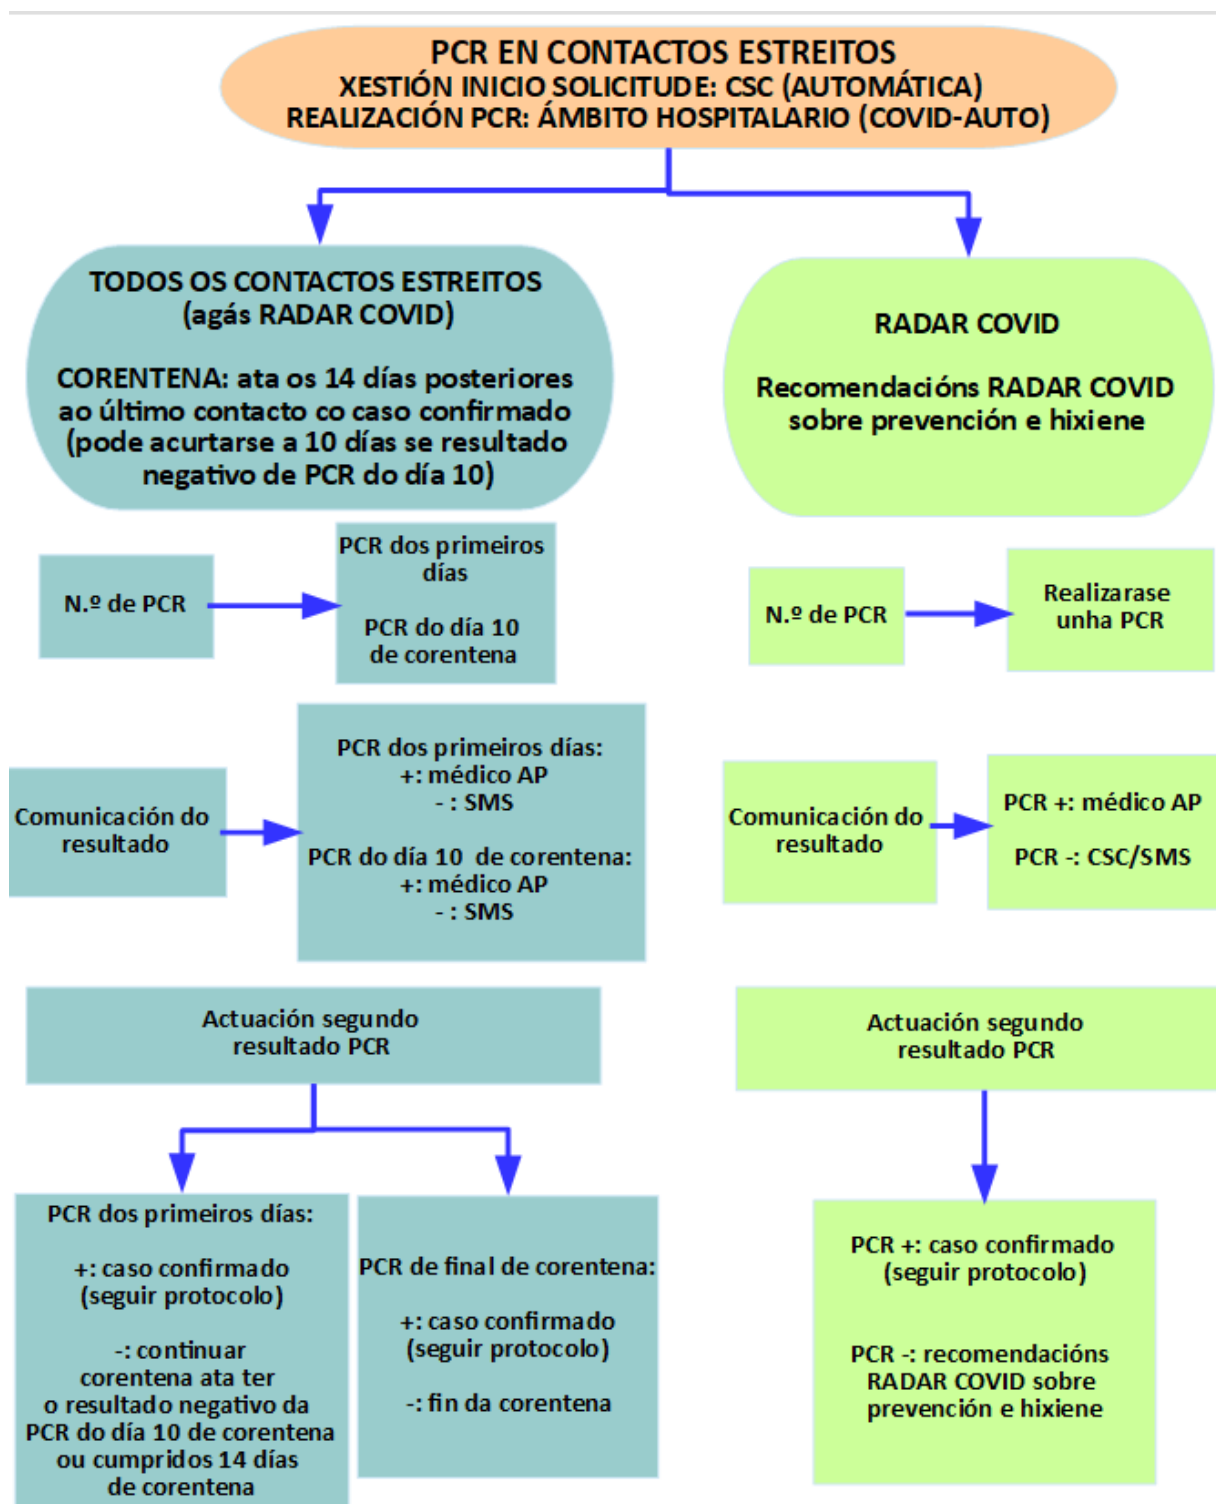 PCR EN CONTACTOS ESTREITOS
XESTIÓN INICIO SOLICITUDE: CSC (AUTOMÁTICA)
REALIZACIÓN PCR: ÁMBITO HOSPITALARIO (COVID-AUTO)
TODOS OS CONTACTOS ESTREITOS
(agás RADAR COVID)
CORENTENA: ata os 14 días posteriores
ao último contacto co caso confirmado
(pode acurtarse a 10 días se resultado
negativo de PCR do día 10)
RADAR COVID
Recomendacións RADAR COVID
sobre prevención e hixiene
N.º de PCR
PCR dos primeiros
días
PCR do día 10
de corentena
N.º de PCR
Realizarase
unha PCR
Comunicación do
resultado
PCR dos primeiros días:
+: médico AP
- : SMS
PCR do día 10 de corentena:
+: médico AP
- : SMS
Comunicación do
resultado
PCR +: médico AP
PCR -: CSC/SMS
Actuación segundo
resultado PCR
Actuación segundo
resultado PCR
PCR dos primeiros días:
+: caso confirmado
(seguir protocolo)
-: continuar
corentena ata ter
o resultado negativo da
PCR do día 10 de corentena
ou cumpridos 14 días
de corentena
PCR de final de corentena:
+: caso confirmado
(seguir protocolo)
-: fin da corentena
PCR +: caso confirmado
(seguir protocolo)
PCR -: recomendacións
RADAR COVID sobre
prevención e hixiene